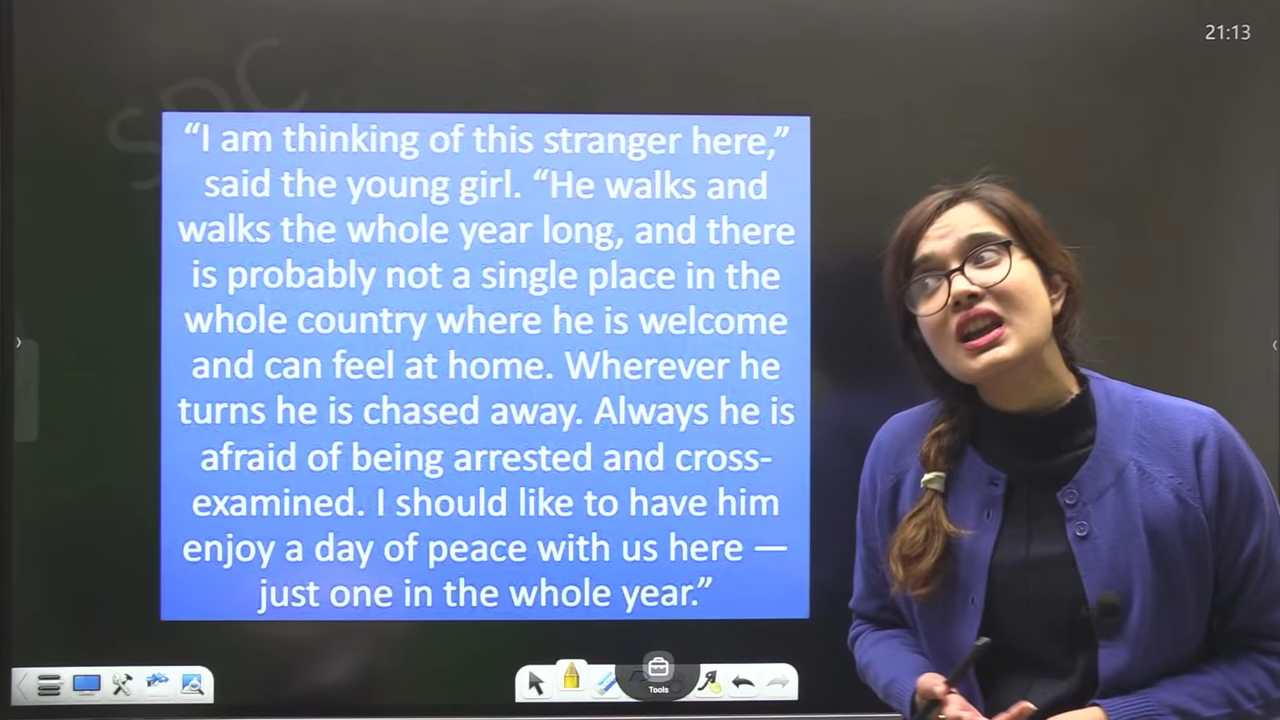 21:13
SDC
“I am thinking of this stranger here,”
said the young girl. “He walks and
walks the whole year long, and there
is probably not a single place in the
whole country where he is welcome
and can feel at home. Wherever he
turns he is chased away. Always he is
afraid of being arrested and cross-
examined. I should like to have him
enjoy a day of peace with us here —
just one in the whole year.”
Tools